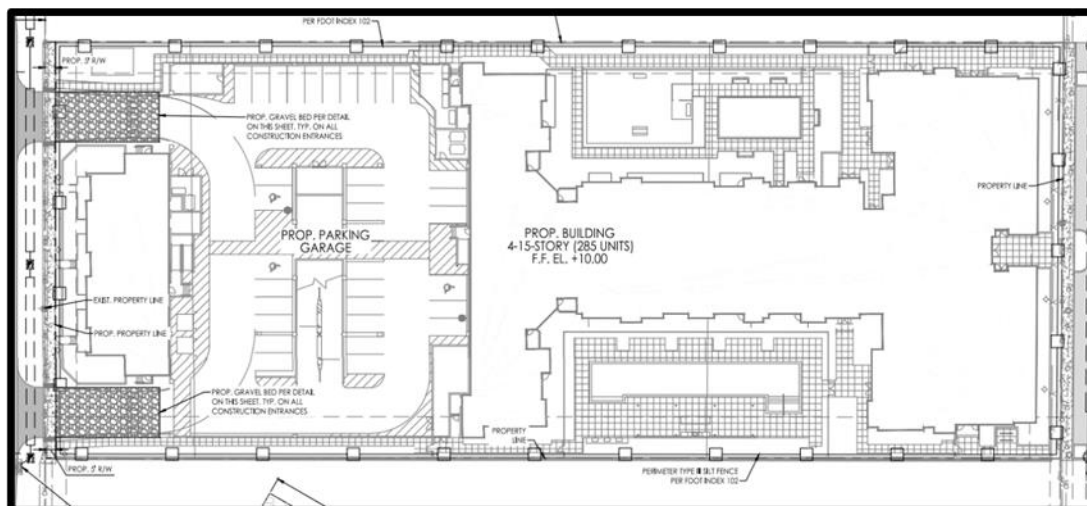 PER FOOT INDEX 102
PROP. 5' R/W
PROP. GRAVEL BED PER DETAIL
ON THIS SHEET. TYP. ON ALL
CONSTRUCTION ENTRANCES
PROPERTY LINE
PROP. PARKING
GARAGE
PROP. BUILDING
4-15-STORY (285 UNITS)
F.F. EL. +10.00
EXIST. PROPERTY LINE
PROP. PROPERTY LINE
PROP. GRAVEL BED PER DETAIL
ON THIS SHEET. TYP. ON ALL
CONSTRUCTION ENTRANCES
PROPERTY
LINE
PROP. 5' R/W
PERIMETER TYPE III SILT FENCE
PER FOOT INDEX 102